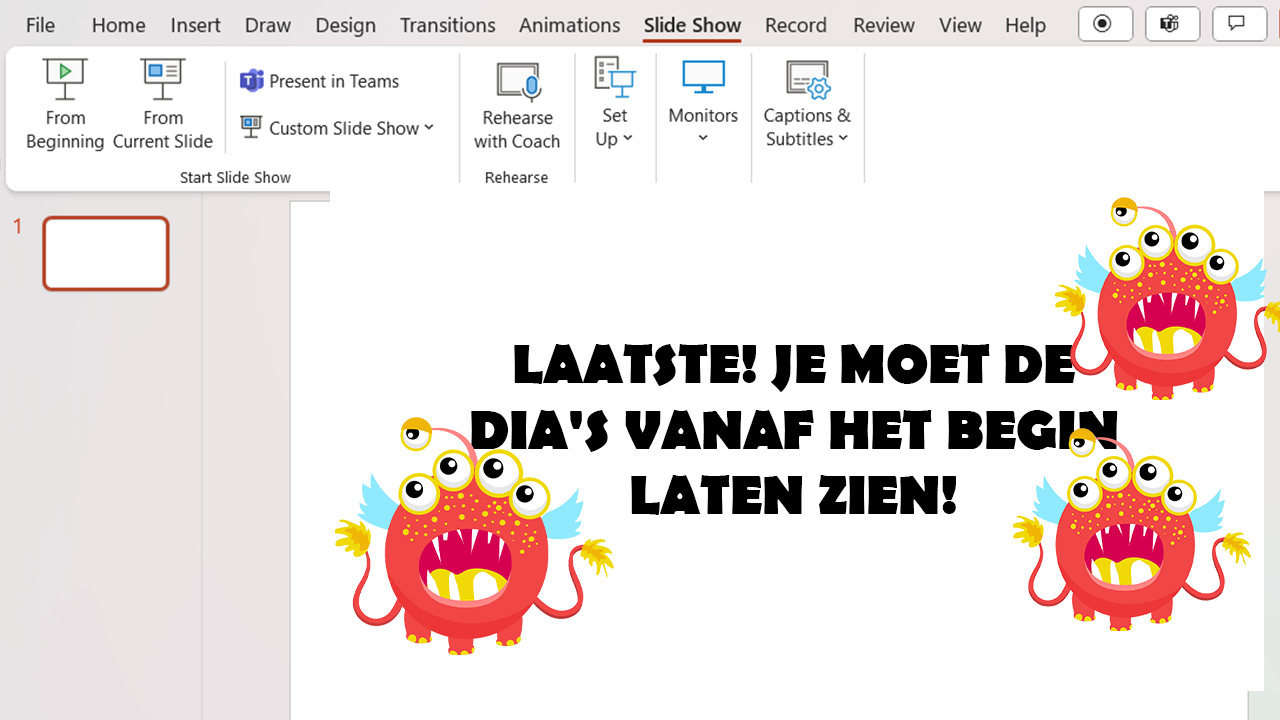 File Home Insert Draw Design Transitions Animations Slide Show Record Review View Help
From Beginning
From Current Slide
Present in Teams
Custom Slide Show
Start Slide Show
Rehearse with Coach
Rehearse
Set Up
Monitors
Captions & Subtitles
1
LAATSTE! JE MOET DE
DIA'S VANAF HET BEGIN
LATEN ZIEN!